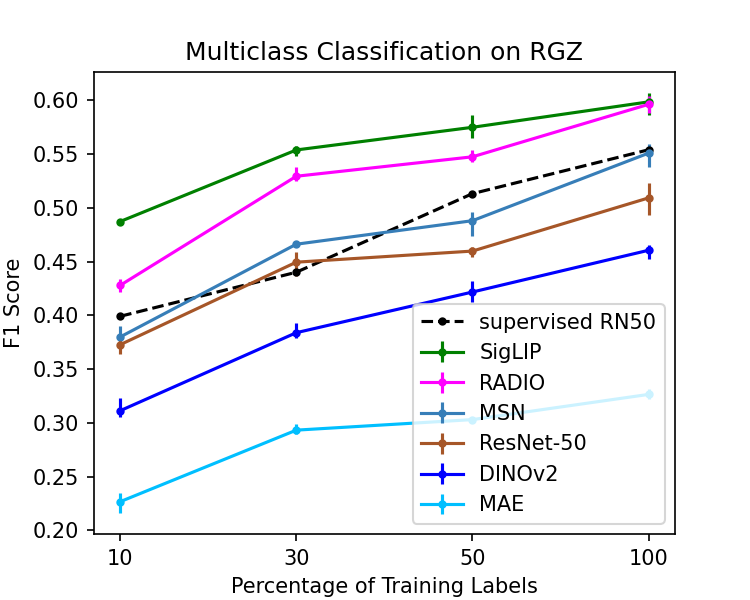 Multiclass Classification on RGZ
F1 Score
0.60
0.55
0.50
0.45
0.40
0.35
0.30
0.25
0.20
supervised RN50
SigLIP
RADIO
MSN
ResNet-50
DINOv2
MAE
10 30 50 100
Percentage of Training Labels